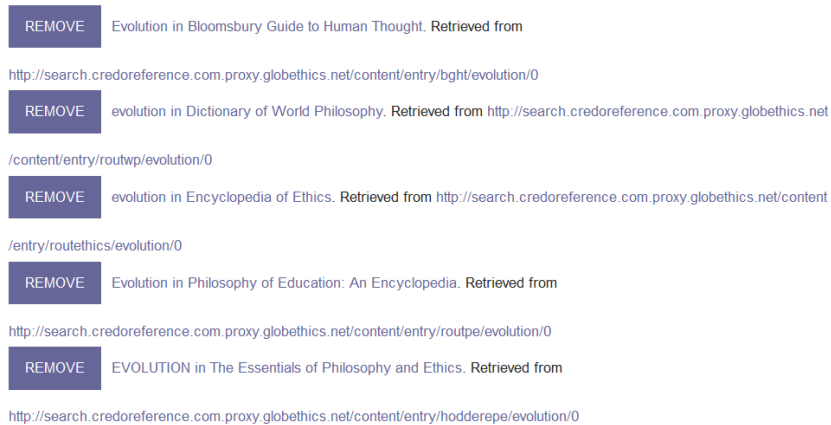 REMOVE Evolution in Bloomsbury Guide to Human Thought. Retrieved from
http://search.credoreference.com.proxy.globethics.net/content/entry/bght/evolution/0
REMOVE evolution in Dictionary of World Philosophy. Retrieved from http://search.credoreference.com.proxy.globethics.net
/content/entry/routwp/evolution/0
REMOVE evolution in Encyclopedia of Ethics. Retrieved from http://search.credoreference.com.proxy.globethics.net/content
/entry/routethics/evolution/0
REMOVE Evolution in Philosophy of Education: An Encyclopedia. Retrieved from
http://search.credoreference.com.proxy.globethics.net/content/entry/routpe/evolution/0
REMOVE EVOLUTION in The Essentials of Philosophy and Ethics. Retrieved from
http://search.credoreference.com.proxy.globethics.net/content/entry/hodderepe/evolution/0